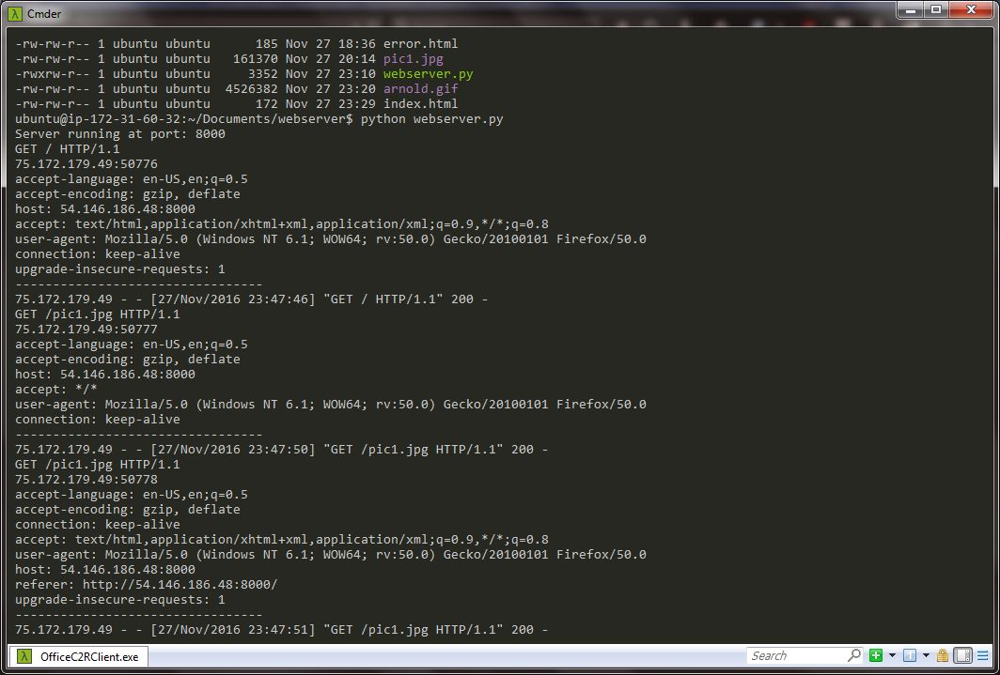 Cmder
-rw-rw-r-- 1 ubuntu ubuntu      185 Nov 27 18:36 error.html
-rw-rw-r-- 1 ubuntu ubuntu   161370 Nov 27 20:14 pic1.jpg
-rwxrw-r-- 1 ubuntu ubuntu     3352 Nov 27 23:10 webserver.py
-rw-rw-r-- 1 ubuntu ubuntu  4526382 Nov 27 23:20 arnold.gif
-rw-rw-r-- 1 ubuntu ubuntu      172 Nov 27 23:29 index.html
ubuntu@ip-172-31-60-32:~/Documents/webserver$ python webserver.py
Server running at port: 8000
GET / HTTP/1.1
75.172.179.49:50776
accept-language: en-US,en;q=0.5
accept-encoding: gzip, deflate
host: 54.146.186.48:8000
accept: text/html,application/xhtml+xml,application/xml;q=0.9,*/*;q=0.8
user-agent: Mozilla/5.0 (Windows NT 6.1; WOW64; rv:50.0) Gecko/20100101 Firefox/50.0
connection: keep-alive
upgrade-insecure-requests: 1
---------------------------------
75.172.179.49 - - [27/Nov/2016 23:47:46] "GET / HTTP/1.1" 200 -
GET /pic1.jpg HTTP/1.1
75.172.179.49:50777
accept-language: en-US,en;q=0.5
accept-encoding: gzip, deflate
host: 54.146.186.48:8000
accept: */*
user-agent: Mozilla/5.0 (Windows NT 6.1; WOW64; rv:50.0) Gecko/20100101 Firefox/50.0
connection: keep-alive
---------------------------------
75.172.179.49 - - [27/Nov/2016 23:47:50] "GET /pic1.jpg HTTP/1.1" 200 -
GET /pic1.jpg HTTP/1.1
75.172.179.49:50778
accept-language: en-US,en;q=0.5
accept-encoding: gzip, deflate
connection: keep-alive
accept: text/html,application/xhtml+xml,application/xml;q=0.9,*/*;q=0.8
user-agent: Mozilla/5.0 (Windows NT 6.1; WOW64; rv:50.0) Gecko/20100101 Firefox/50.0
host: 54.146.186.48:8000
referer: http://54.146.186.48:8000/
upgrade-insecure-requests: 1
---------------------------------
75.172.179.49 - - [27/Nov/2016 23:47:51] "GET /pic1.jpg HTTP/1.1" 200 -
OfficeC2RClient.exe
Search